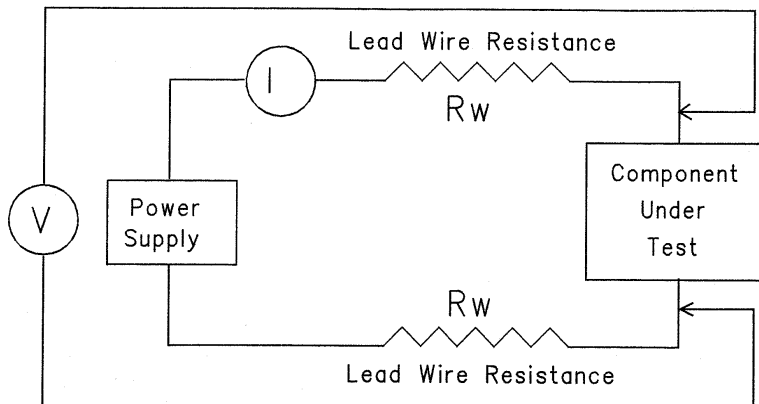 Lead Wire Resistance
I
Rw
V
Power
Supply
Component
Under
Test
Rw
Lead Wire Resistance